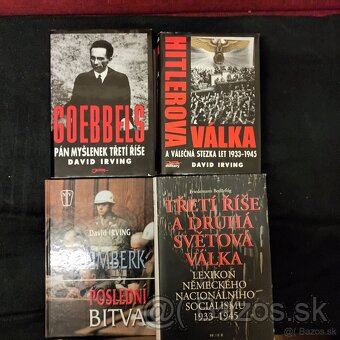 GOEBBELS
PÁN MYŠLENEK TŘETÍ ŘÍŠE
DAVID IRVING
HITLEROVA
VÁLKA
A VÁLEČNÁ STEZKA LET 1933-1945
DAVID IRVING
David IRVING
POSLEDNÍ
BITVA
Friedemann Bedürftig
TŘETÍ ŘÍŠE
A DRUHÁ
SVĚTOVÁ
VÁLKA
LEXIKON
NĚMECKÉHO
NACIONÁLNÍHO
SOCIALISMU
1933-1945
@ Bazos.sk